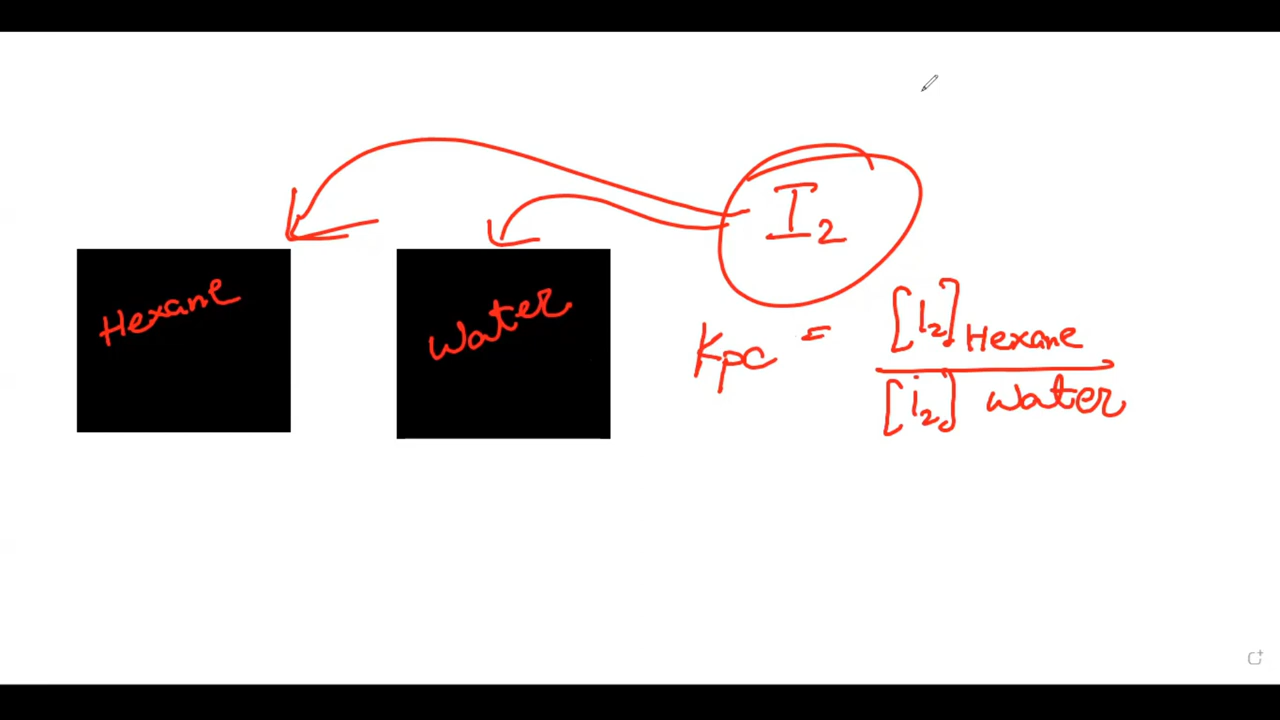 I2
Hexane
Water
Kpc = [I2] Hexane
[i2] water